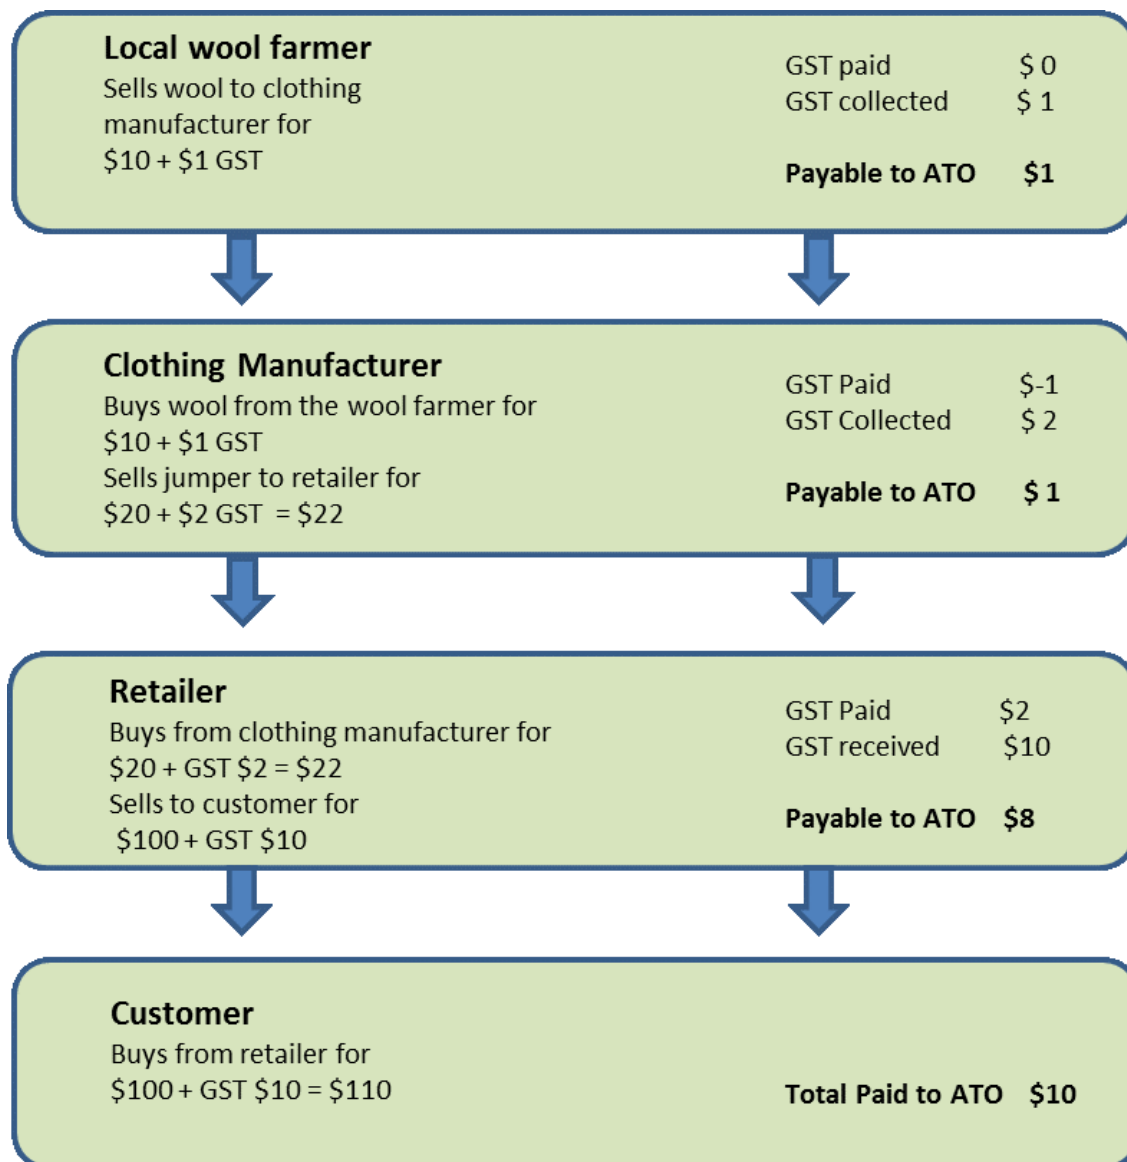 Local wool farmer
Sells wool to clothing
manufacturer for
$10 + $1 GST
GST paid $ 0
GST collected $ 1
Payable to ATO $1
Clothing Manufacturer
Buys wool from the wool farmer for
$10 + $1 GST
Sells jumper to retailer for
$20 + $2 GST = $22
GST Paid $-1
GST Collected $ 2
Payable to ATO $ 1
Retailer
Buys from clothing manufacturer for
$20 + GST $2 = $22
Sells to customer for
$100 + GST $10
GST Paid $2
GST received $10
Payable to ATO $8
Customer
Buys from retailer for
$100 + GST $10 = $110
Total Paid to ATO $10